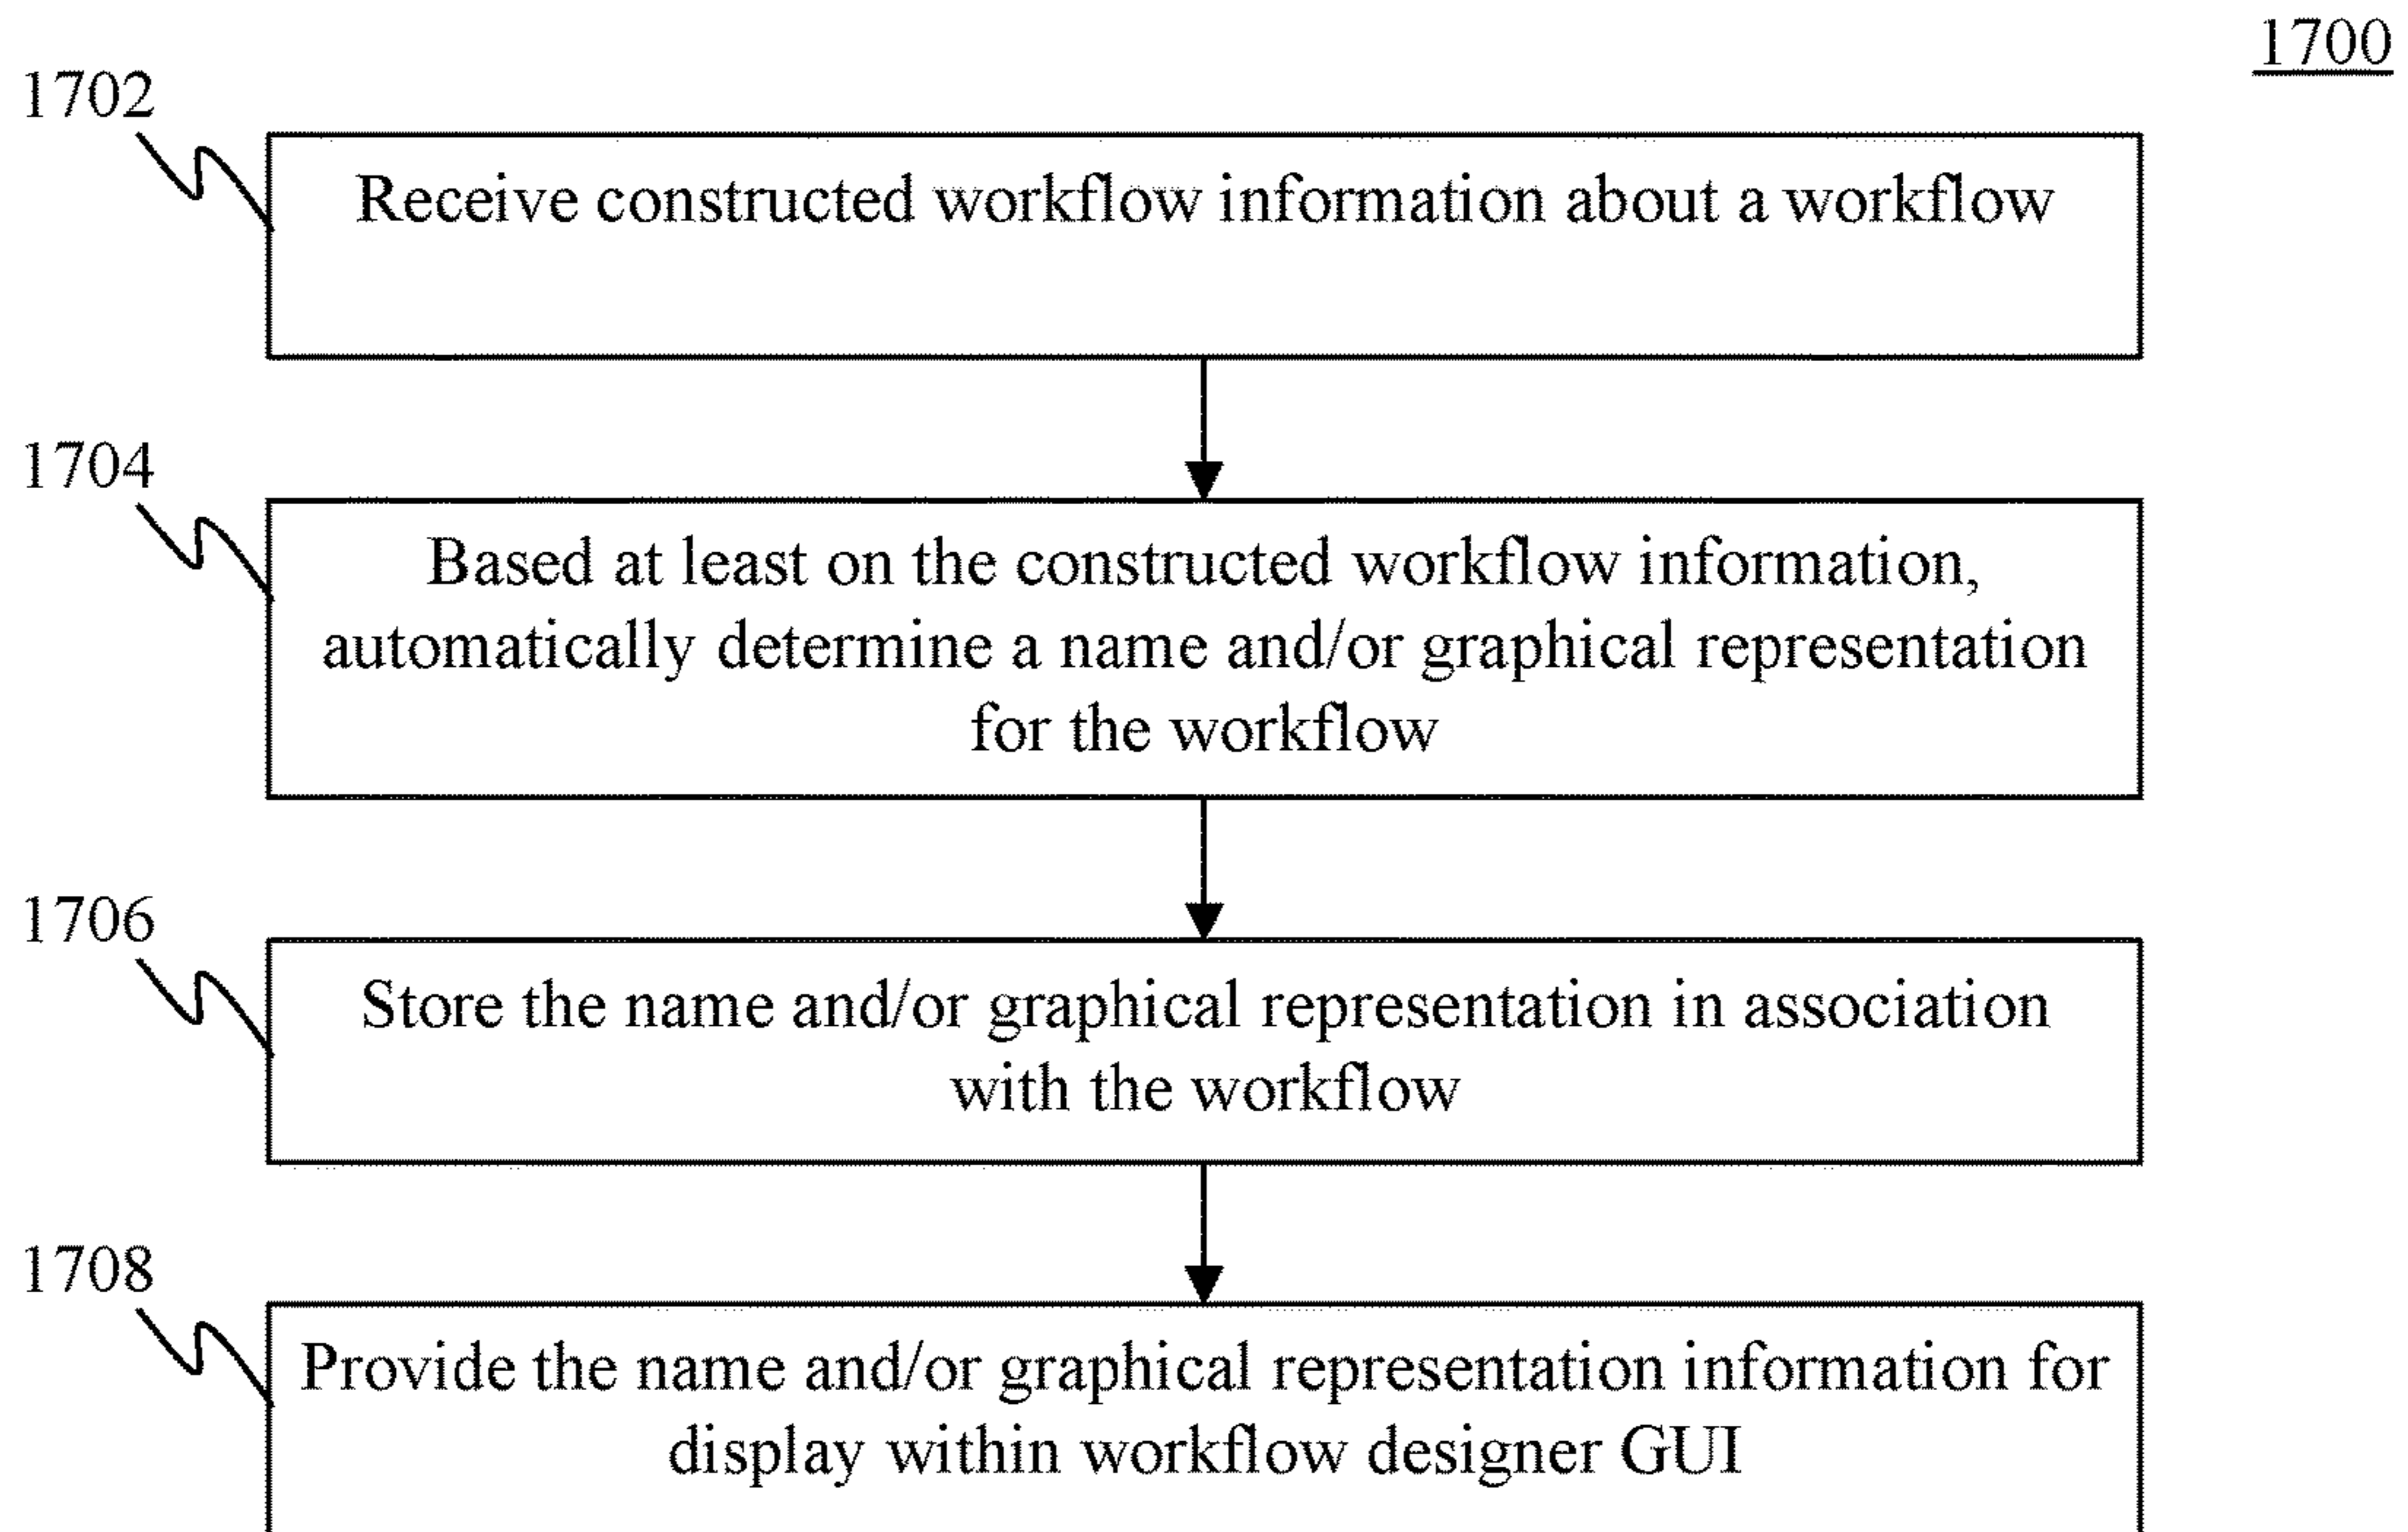 1700
1702
Receive constructed workflow information about a workflow
1704
Based at least on the constructed workflow information,
automatically determine a name and/or graphical representation
for the workflow
1706
Store the name and/or graphical representation in association
with the workflow
1708
Provide the name and/or graphical representation information for
display within workflow designer GUI